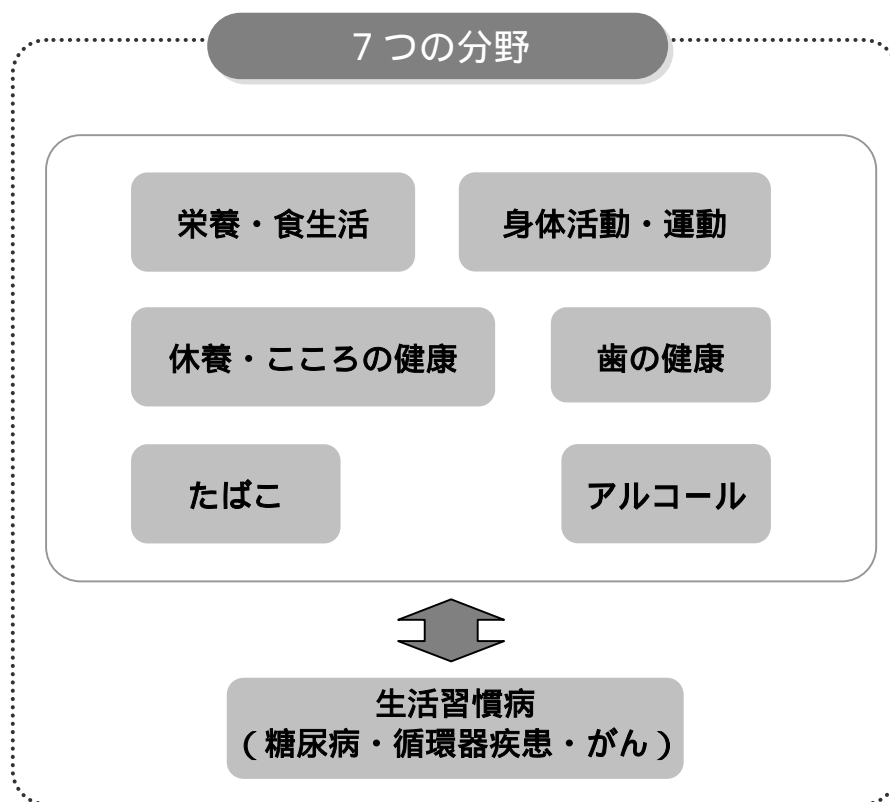 ７つの分野
栄養・食生活
身体活動・運動
休養・こころの健康
歯の健康
たばこ
アルコール
生活習慣病
（糖尿病・循環器疾患・がん）